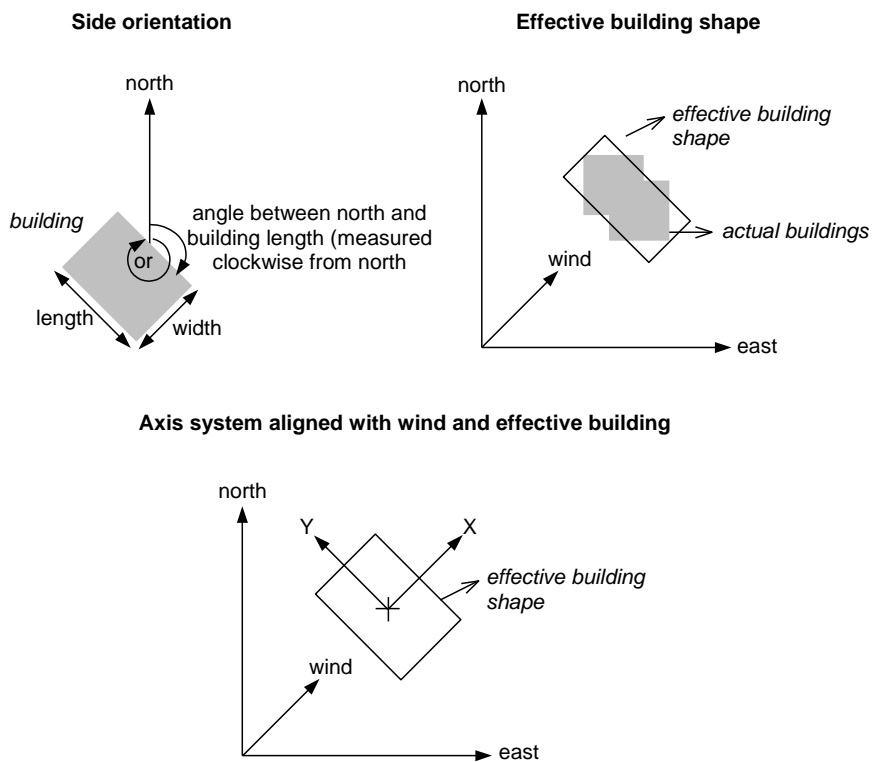 Side orientation
north
building
or
angle between north and
building length (measured
clockwise from north
length
width
Effective building shape
north
effective building
shape
actual buildings
wind
east
Axis system aligned with wind and effective building
north
Y
X
effective building
shape
wind
east